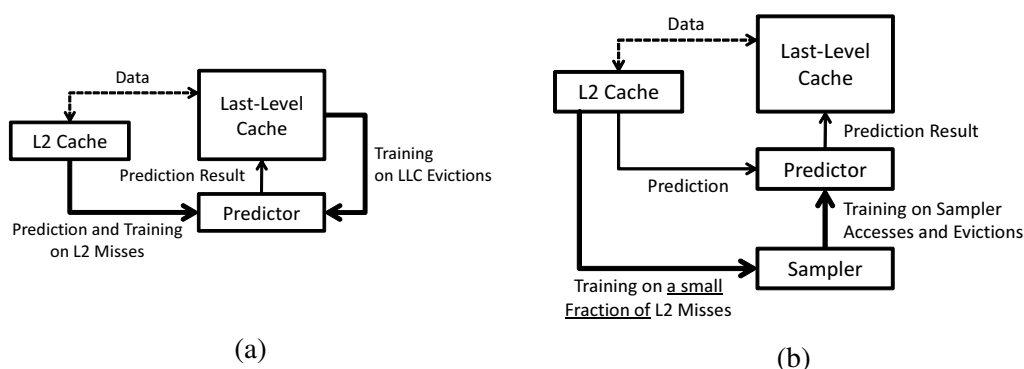 Data
L2 Cache
Last-Level
Cache
Training
on LLC Evictions
Prediction Result
Predictor
Prediction and Training
on L2 Misses
(a)
Data
L2 Cache
Last-Level
Cache
Prediction Result
Prediction
Predictor
Training on Sampler
Accesses and Evictions
Sampler
Training on a small
Fraction of L2 Misses
(b)